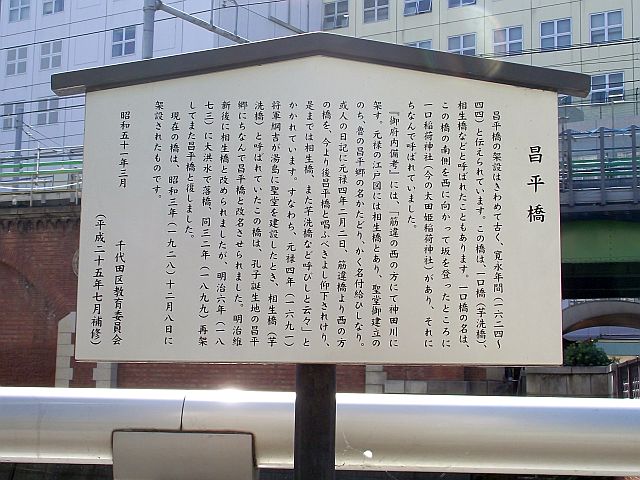 昌平橋
昌平橋の架設はきわめて古く、寛永年間(一六二四〜
四四)と伝えられています。この橋は、一口橋(芋洗橋)、
相生橋などと呼ばれたこともあります。一口橋の名は、
この橋の南側を西に向かって坂を登ったところに
一口稲荷神社(今の太田姫稲荷神社)があり、それに
ちなんで呼ばれていました。
『御府内備考』には、「筋違の西の方にて神田川に
架す。元禄の江戸図には相生橋とあり、聖堂御建立の
のち、魯の昌平郷の名かたどり、かく名付給ひしなり。
或人の日記に元禄四年二月二日、筋違橋より西の方
の橋を、今より後昌平橋と唱ふべきよし仰下されけり、
是までは相生橋、また芋洗橋など呼びしと云々」と
かかれています。すなわち、元禄四年(一六九一)
将軍綱吉が湯島に聖堂を建設したとき、相生橋(芋
洗橋)と呼ばれていたこの橋は、孔子誕生地の昌平
郷にちなんで昌平橋と改名させられました。明治維
新後に相生橋と改められましたが、明治六年(一八
七三)に大洪水で落橋、同三二年(一八九九)再架
してまた昌平橋と復しました。
現在の橋は、昭和三年(一九二八)十二月八日に
架設されたものです。
昭和五十一年三月
千代田区教育委員会
(平成二十五年七月補修)